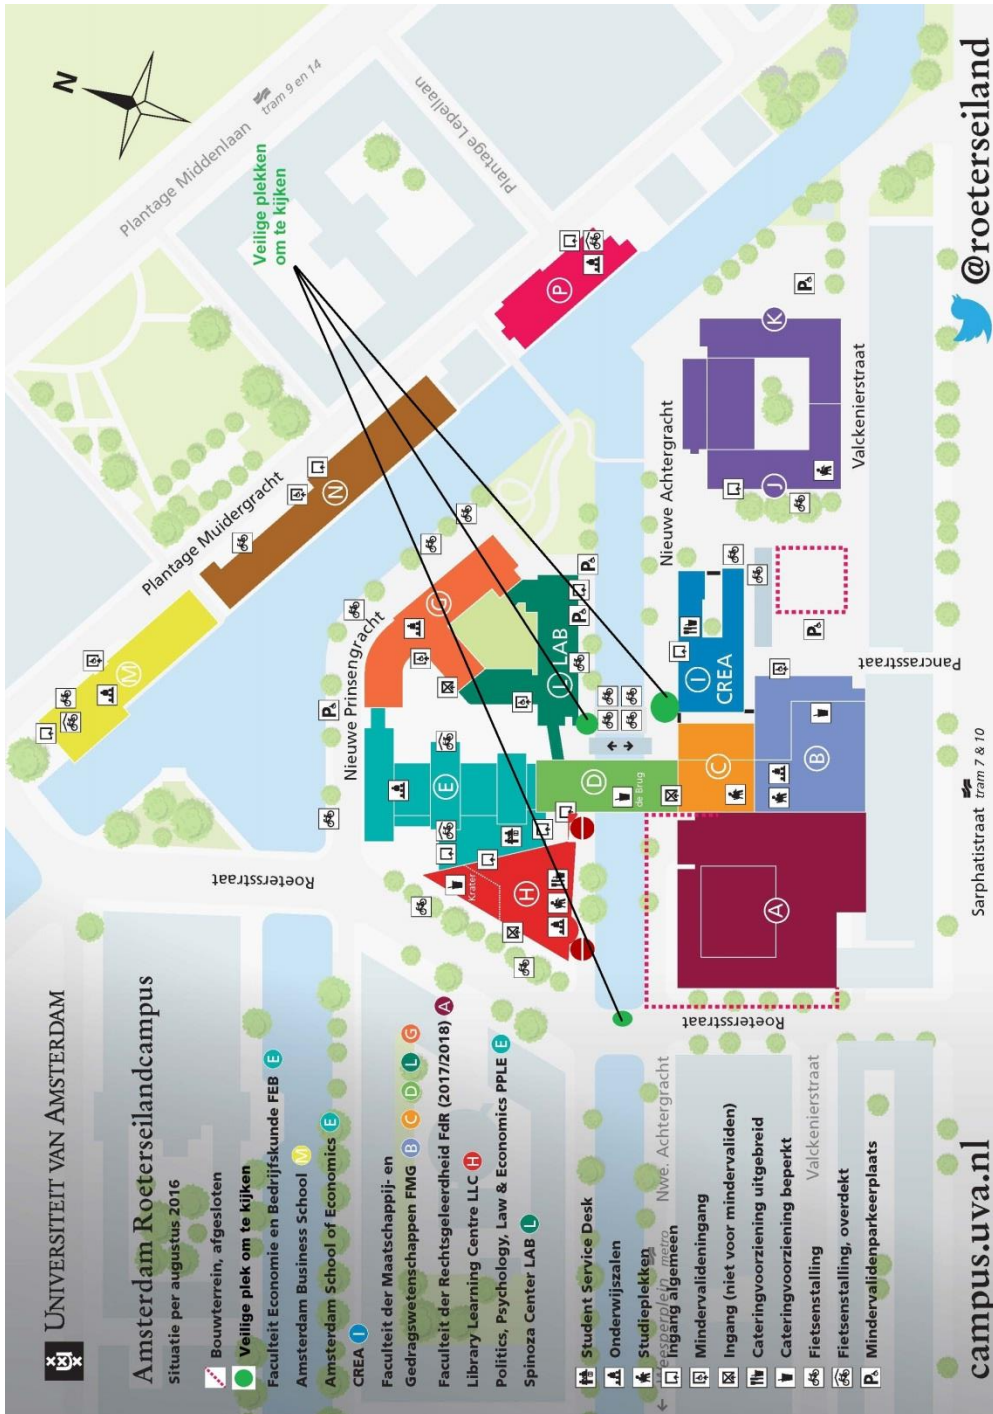 UNIVERSITEIT VAN AMSTERDAM
Amsterdam Roeterseilandcampus
Situatie per augustus 2016
Bouwterrein, afgesloten
Veilige plek om te kijken
Faculteit Economie en Bedrijfskunde FEB E
Amsterdam Business School M
Amsterdam School of Economics E
CREA I
Faculteit der Maatschappij- en
Gedragswetenschappen FMG B C D L G
Faculteit der Rechtsgeleerdheid FdR (2017/2018) A
Library Learning Centre LLC H
Politics, Psychology, Law & Economics PPLE E
Spinoza Center LAB L
Student Service Desk
Onderwijszalen
Studieplekken
Ingang algemeen
Mindervalideningang
Ingang (niet voor mindervaliden)
Cateringvoorziening uitgebreid
Cateringvoorziening beperkt
Fietsenstalling
Fietsenstalling, overdekt
P Mindervalidenparkeerplaats
campus.uva.nl
← Weesperplein metro
Nwe. Achtergracht
Valckenierstraat
Roetersstraat
Roetersstraat
Nieuwe Prinsengracht
Plantage Muidergracht
Plantage Middenlaan
tram 9 en 14
Plantage Lepellaan
N
Veilige plekken
om te kijken
M
N
P
G
E
H
Krater
L LAB
D
de Brug
C
I
CREA
B
A
J
K
P
P
P
P
P
Nieuwe Achtergracht
Valckenierstraat
Pancrasstraat
Sarphatistraat tram 7 & 10
@roeterseiland